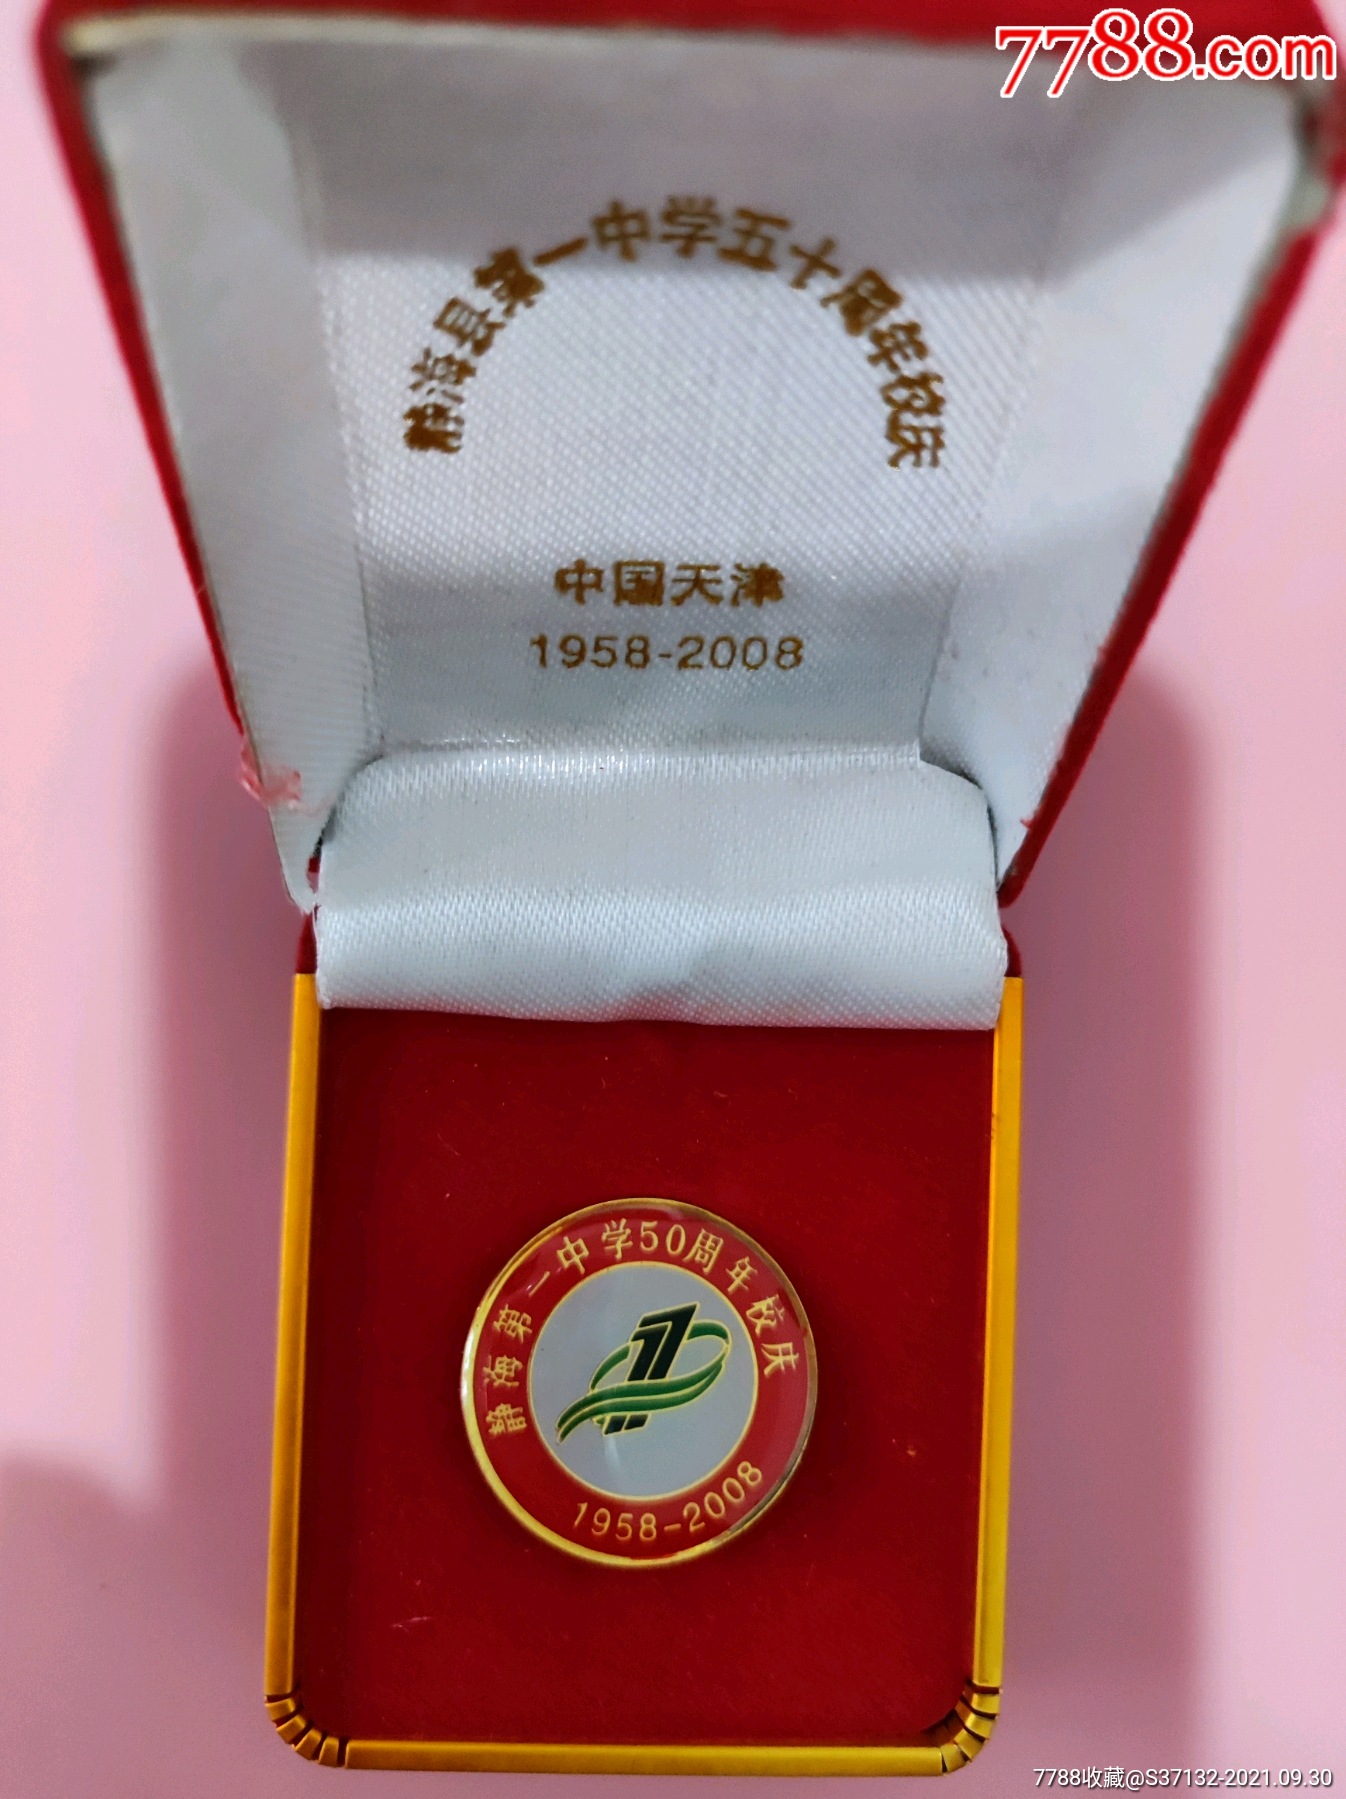 7788.com
静海县第一中学五十周年校庆
中国天津
1958-2008
静海第一中学50周年校庆
1958-2008
7788收藏@S37132-2021.09.30